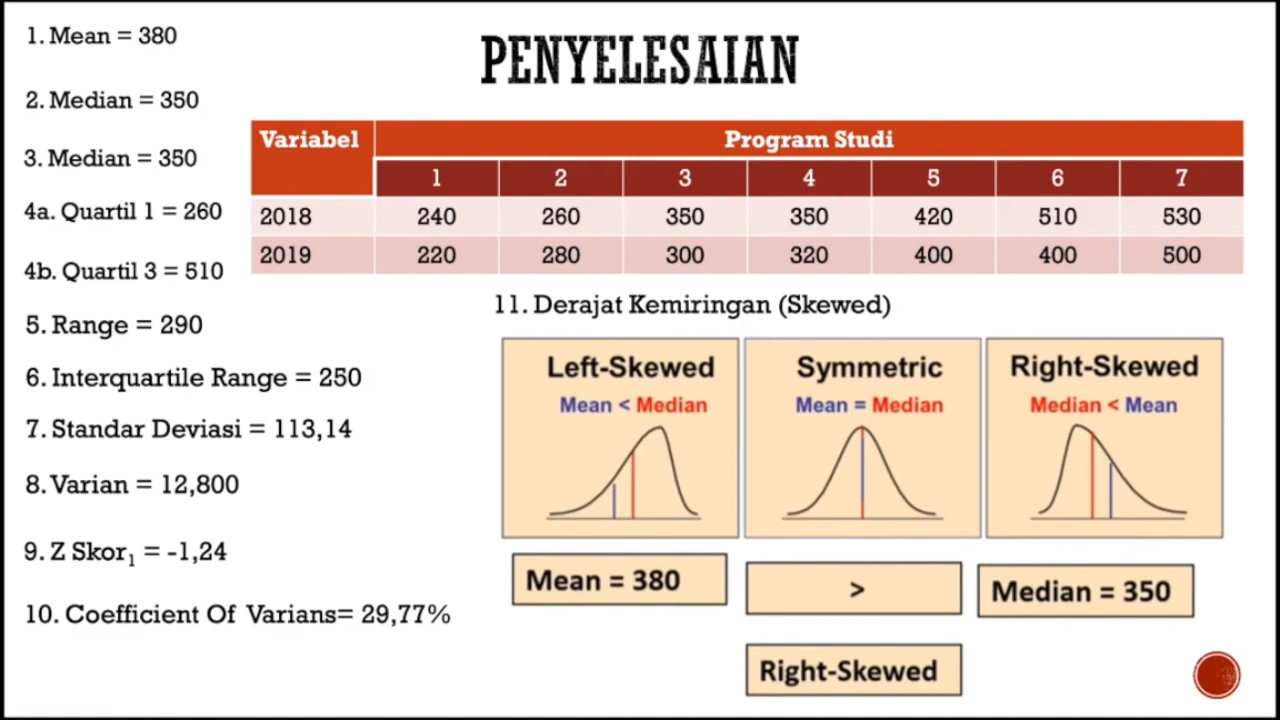 PENYELESAIAN
1. Mean = 380
2. Median = 350
3. Median = 350
4a. Quartil 1 = 260
4b. Quartil 3 = 510
5. Range = 290
6. Interquartile Range = 250
7. Standar Deviasi = 113,14
8. Varian = 12,800
9. Z Skor₁ = -1,24
10. Coefficient Of Varians= 29,77%
Variabel Program Studi
1 2 3 4 5 6 7
2018 240 260 350 350 420 510 530
2019 220 280 300 320 400 400 500
11. Derajat Kemiringan (Skewed)
Left-Skewed Symmetric Right-Skewed
Mean < Median Mean = Median Median < Mean
Mean = 380 > Median = 350
Right-Skewed